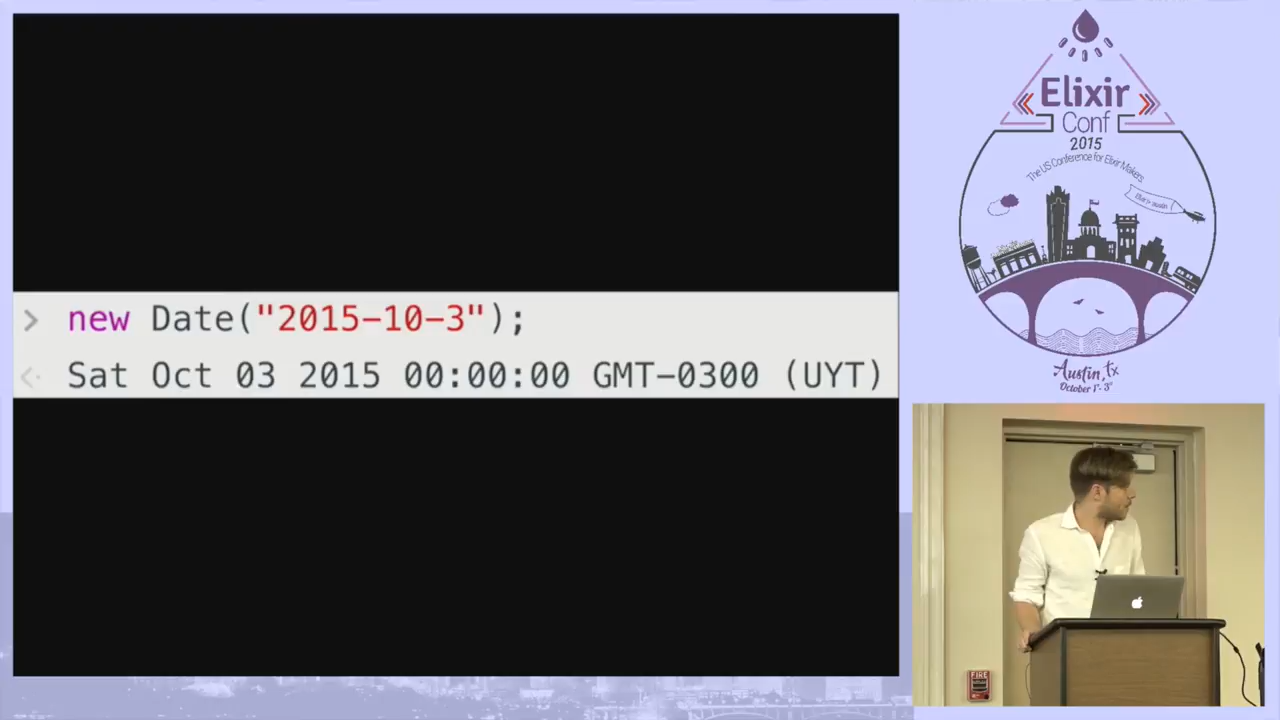 > new Date("2015-10-3");
<· Sat Oct 03 2015 00:00:00 GMT-0300 (UYT)
Elixir
Conf
2015
The US Conference for Elixir Makers
Austin, Tx
October 1st - 3rd
FIRE